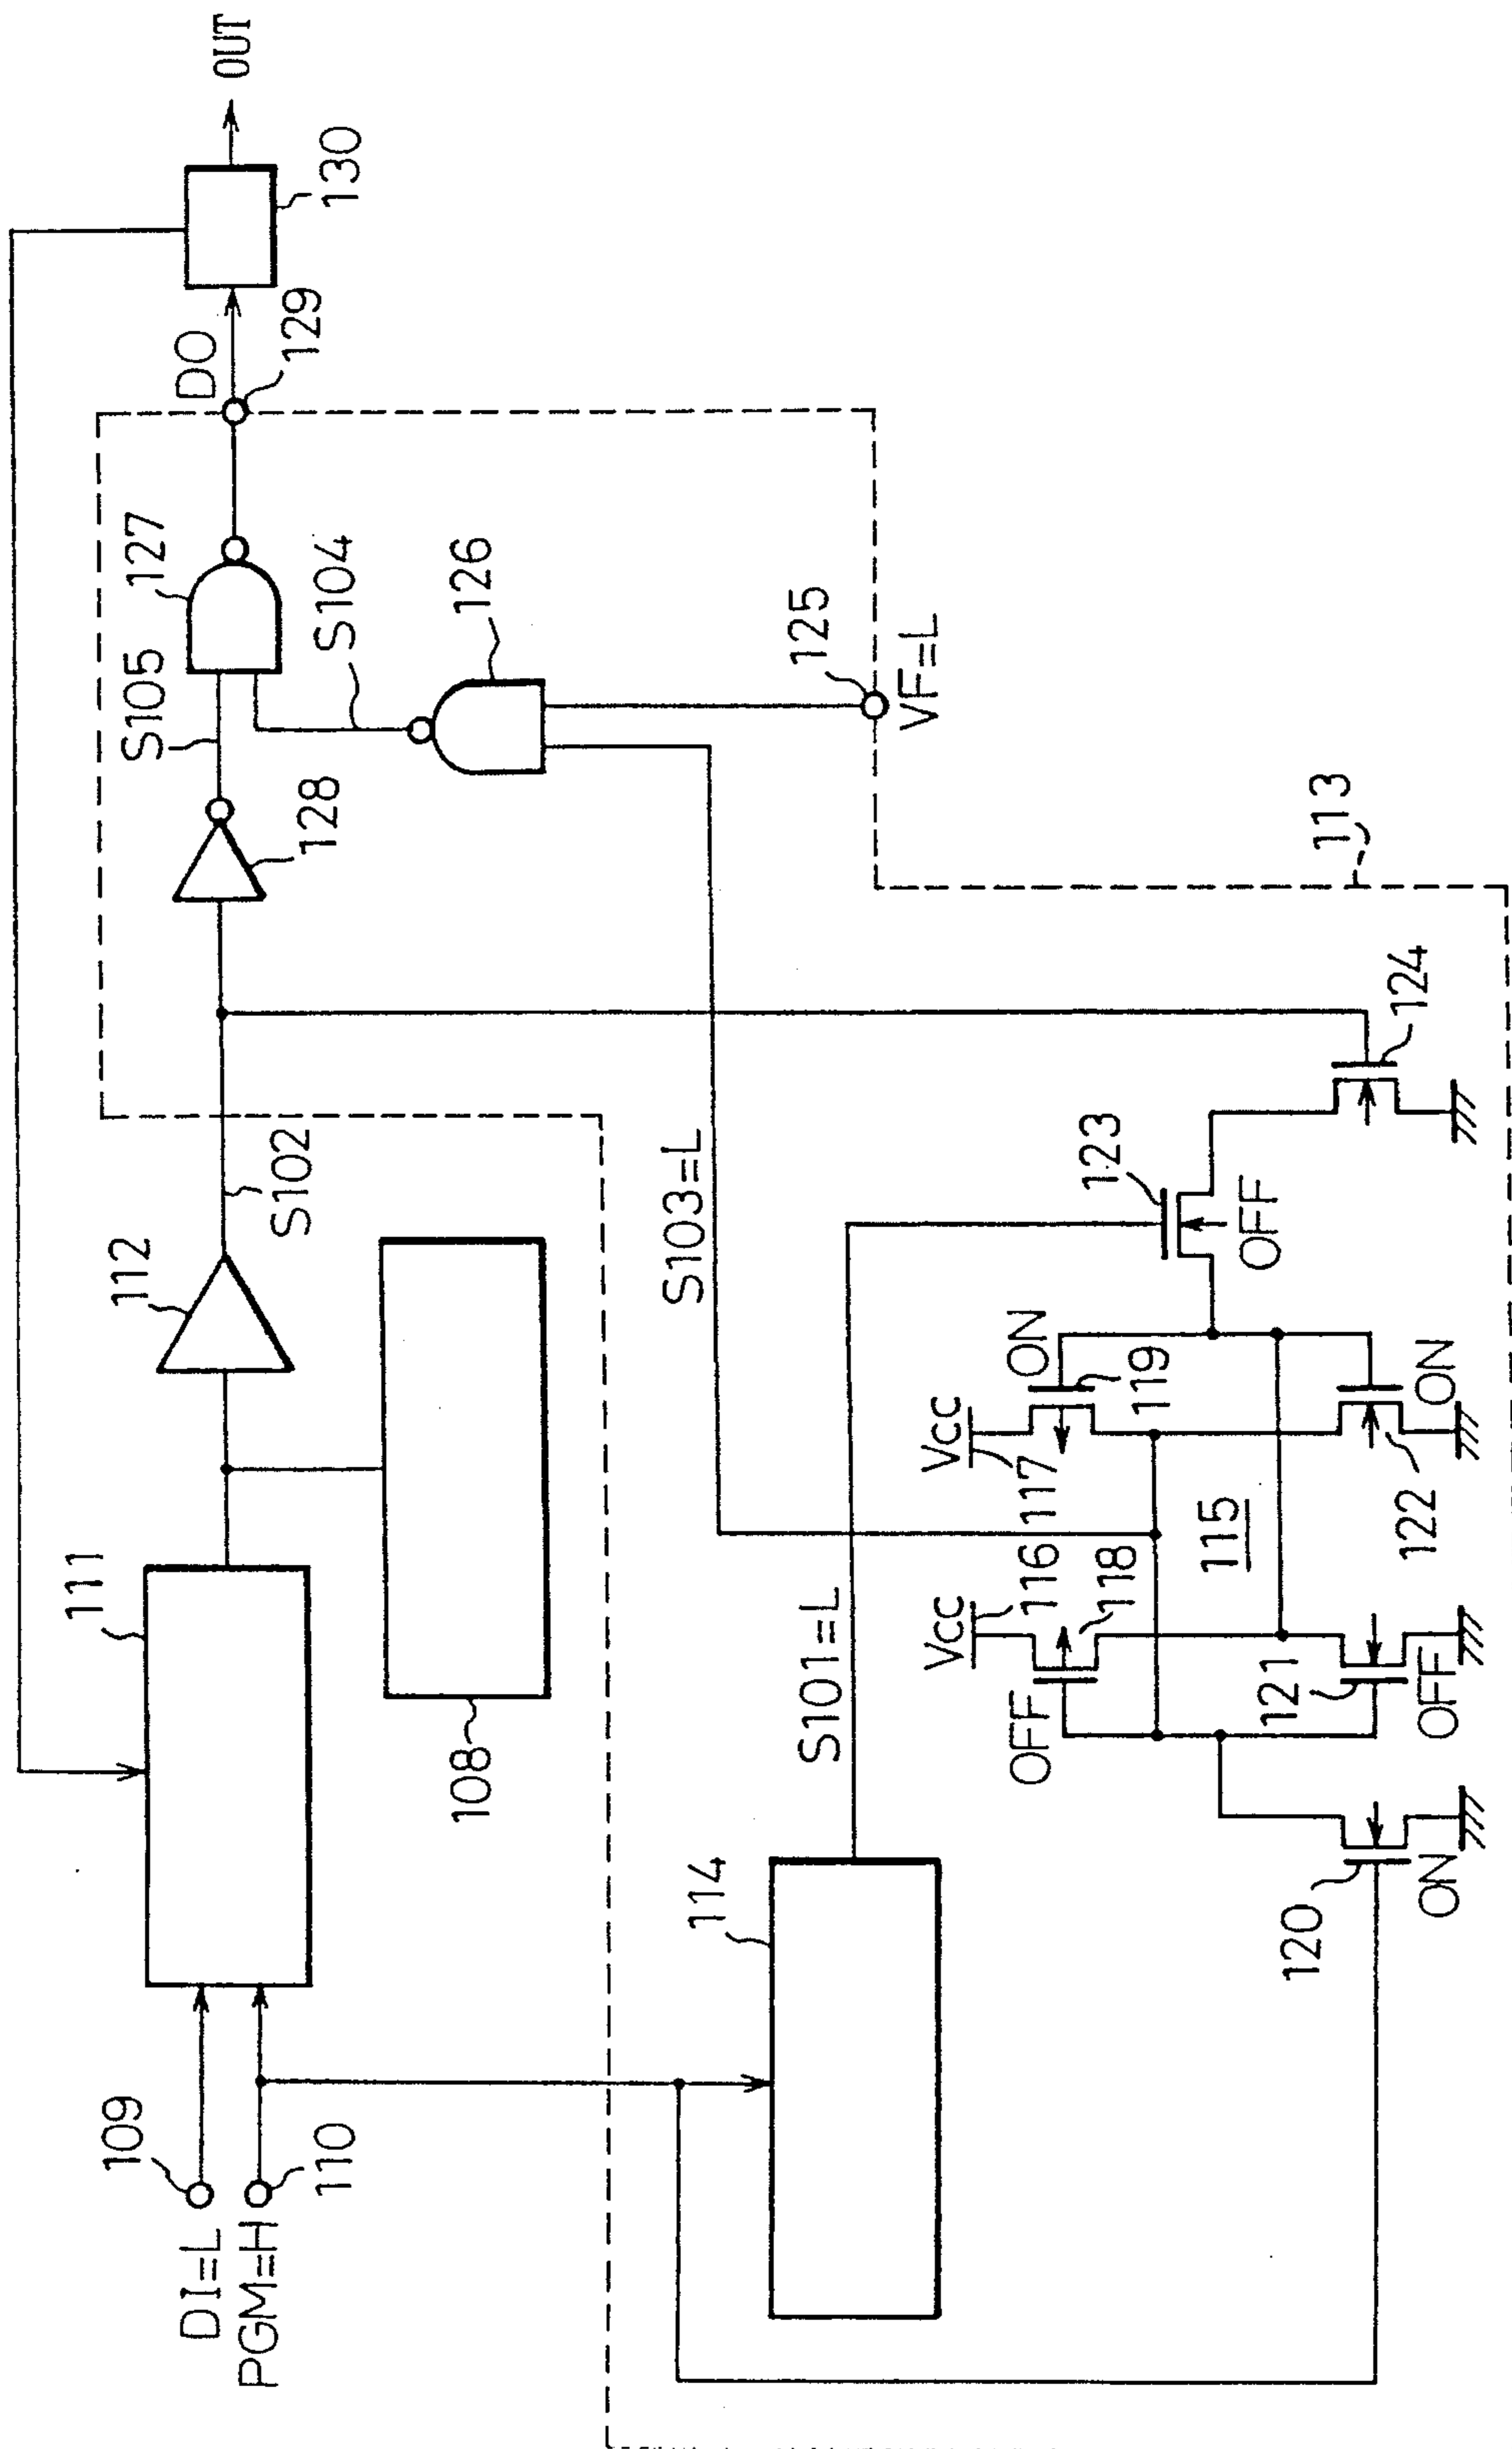 OUT
130
DO
129
127
S105
S104
126
125
VF=L
128
113
112
S102
124
123
OFF
S103=L
111
108
ON
119
Vcc
117
ON
122
115
S101=L
Vcc
116
118
OFF
121
OFF
109
DI=L
PGM=H
110
114
120
ON